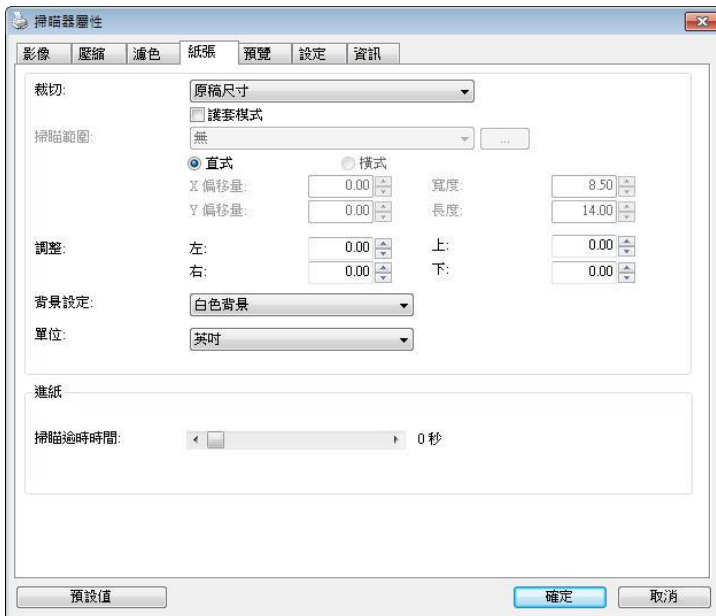 掃瞄器屬性
影像 壓縮 濾色 紙張 預覽 設定 資訊
裁切: 原稿尺寸
護套模式
掃瞄範圍: 無 ...
直式 橫式
X 偏移量: 0.00 寬度: 8.50
Y 偏移量: 0.00 長度: 14.00
調整: 左: 0.00 上: 0.00
右: 0.00 下: 0.00
背景設定: 白色背景
單位: 英吋
進紙
掃瞄逾時時間: 0 秒
預設值 確定 取消